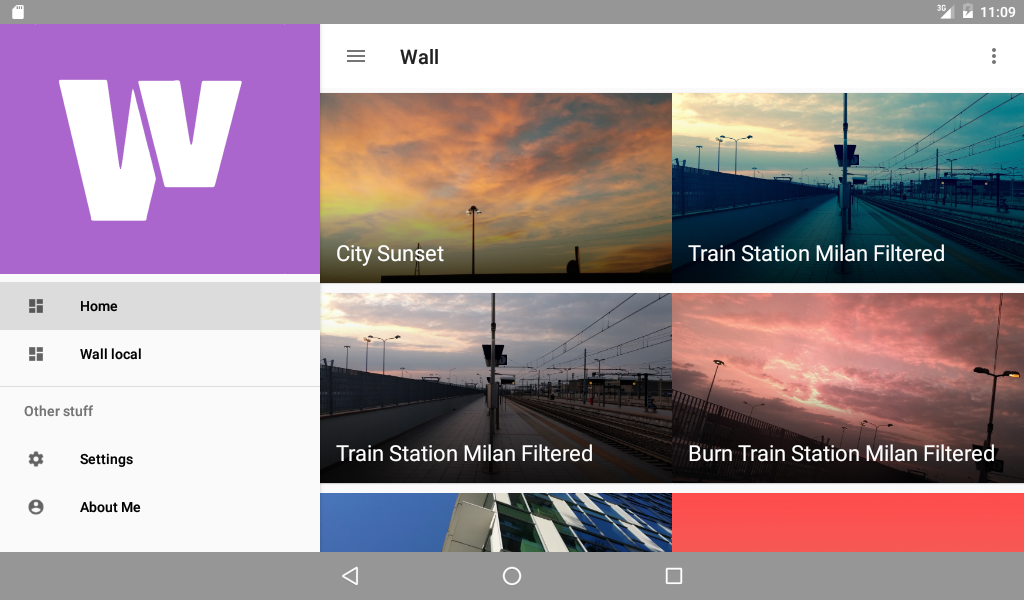 3G 11:09
W
Wall
Home
Wall local
Other stuff
Settings
About Me
City Sunset
Train Station Milan Filtered
Train Station Milan Filtered
Burn Train Station Milan Filtered